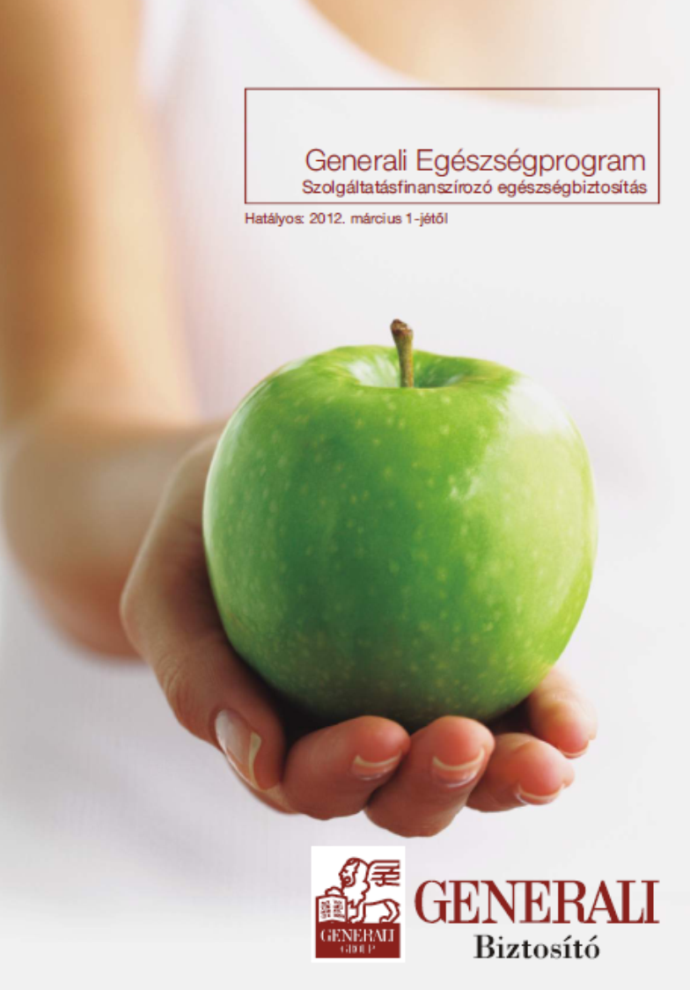 Generali Egészségprogram
Szolgáltatásfinanszírozó egészségbiztosítás
Hatályos: 2012. március 1-jétől
GENERALI
GROUP
GENERALI
Biztosító